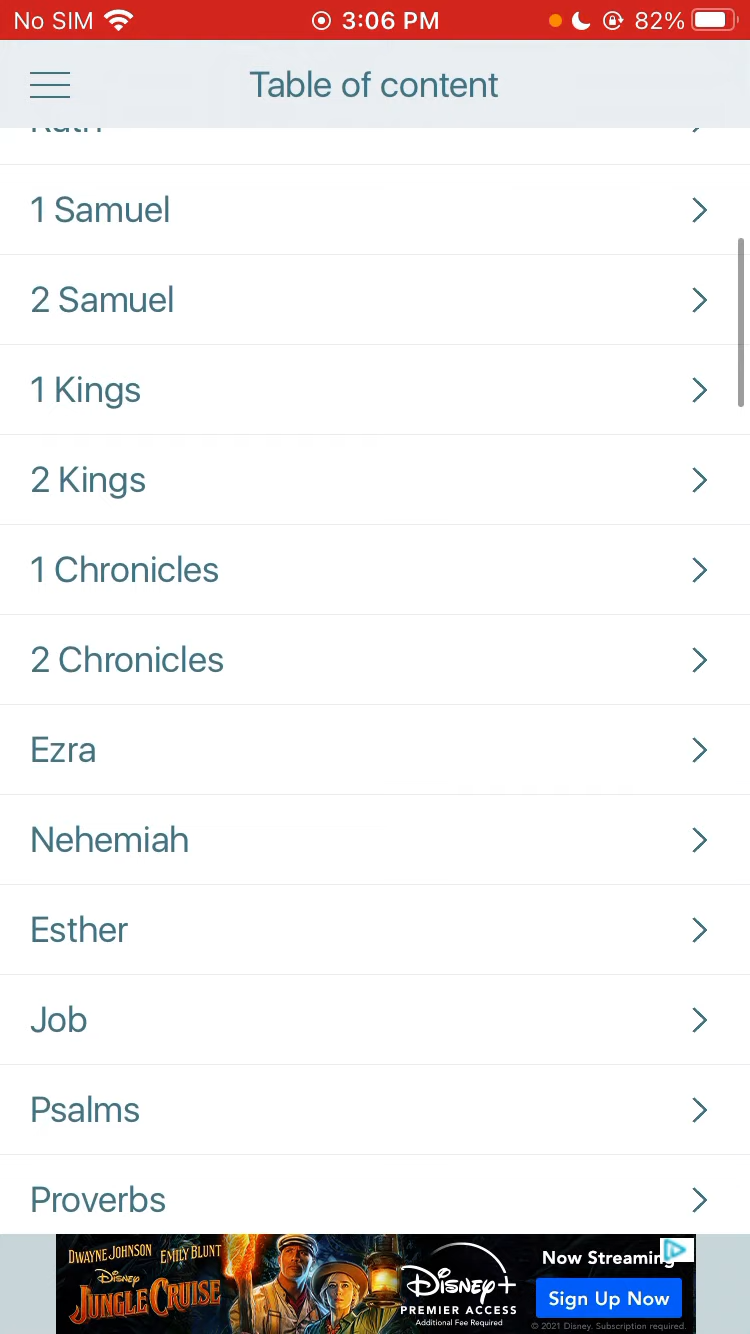 No SIM 3:06 PM 82%
Table of content
1 Samuel
2 Samuel
1 Kings
2 Kings
1 Chronicles
2 Chronicles
Ezra
Nehemiah
Esther
Job
Psalms
Proverbs
DWAYNE JOHNSON EMILY BLUNT
Disney
JUNGLE CRUISE
Disney+
PREMIER ACCESS
Additional Fee Required
Now Streaming
Sign Up Now
© 2021 Disney. Subscription required.